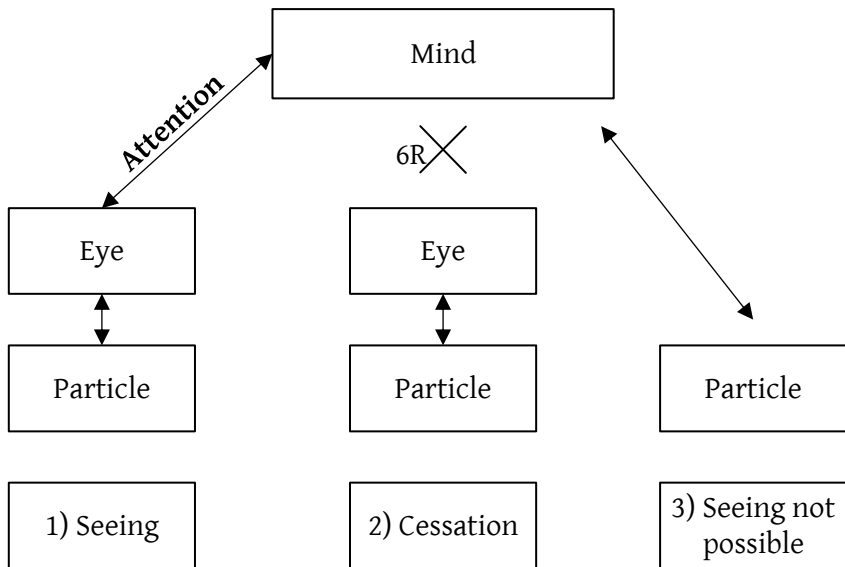 Mind
Attention
6R
Eye
Eye
Particle
Particle
Particle
1) Seeing
2) Cessation
3) Seeing not
possible